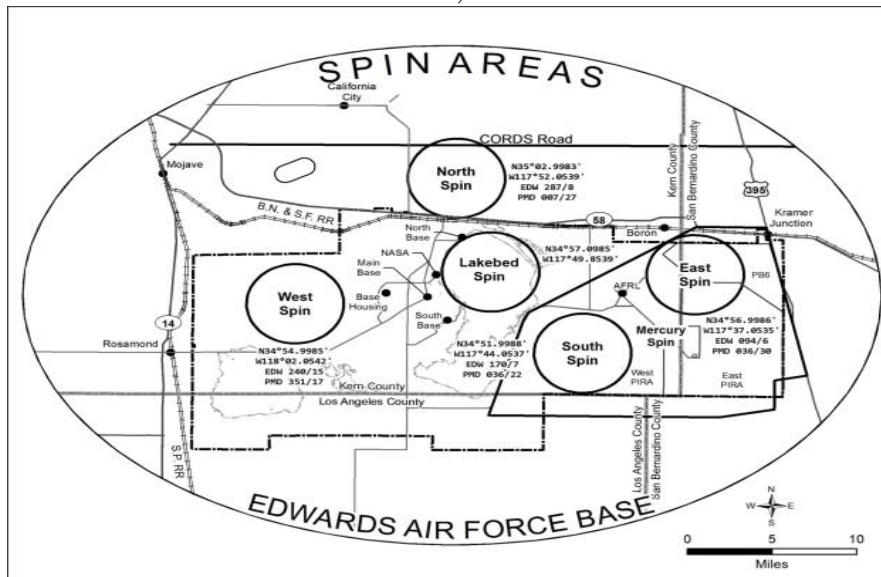 SPIN AREAS
California
City
CORDS Road
Mojave
North
Spin
N35°02.9983'
W117°52.0539'
EDW 287/8
PMD 007/27
Kern County
San Bernardino County
395
B.N. & S.F. RR
58
Kramer
Junction
North
Base
Boron
N34°57.0985'
W117°49.8539'
NASA
Lakebed
Spin
Main
Base
East
Spin
PB6
AFRL
West
Spin
Base
Housing
South
Base
Mercury
Spin
N34°56.9986'
W117°37.0535'
EDW 094/6
PMD 036/30
14
Rosamond
N34°54.9985'
W118°02.0542'
EDW 240/15
PMD 351/17
N34°51.9988'
W117°44.0537'
EDW 170/7
PMD 036/22
South
Spin
West
PIRA
East
PIRA
Kern County
Los Angeles County
S.P. RR
Los Angeles County
San Bernardino County
EDWARDS AIR FORCE BASE
N
W E
S
0 5 10
Miles